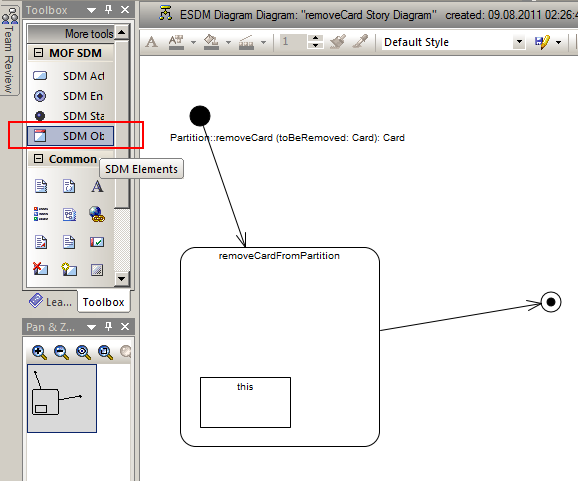 Toolbox
ESDM Diagram Diagram: "removeCard Story Diagram" created: 09.08.2011 02:26:4
Team Review
More tools
1
Default Style
MOF SDM
SDM Act
SDM En
SDM Sta
SDM Ob
Partition::removeCard (toBeRemoved: Card): Card
Common
SDM Elements
removeCardFromPartition
Lea... Toolbox
Pan & Z...
this